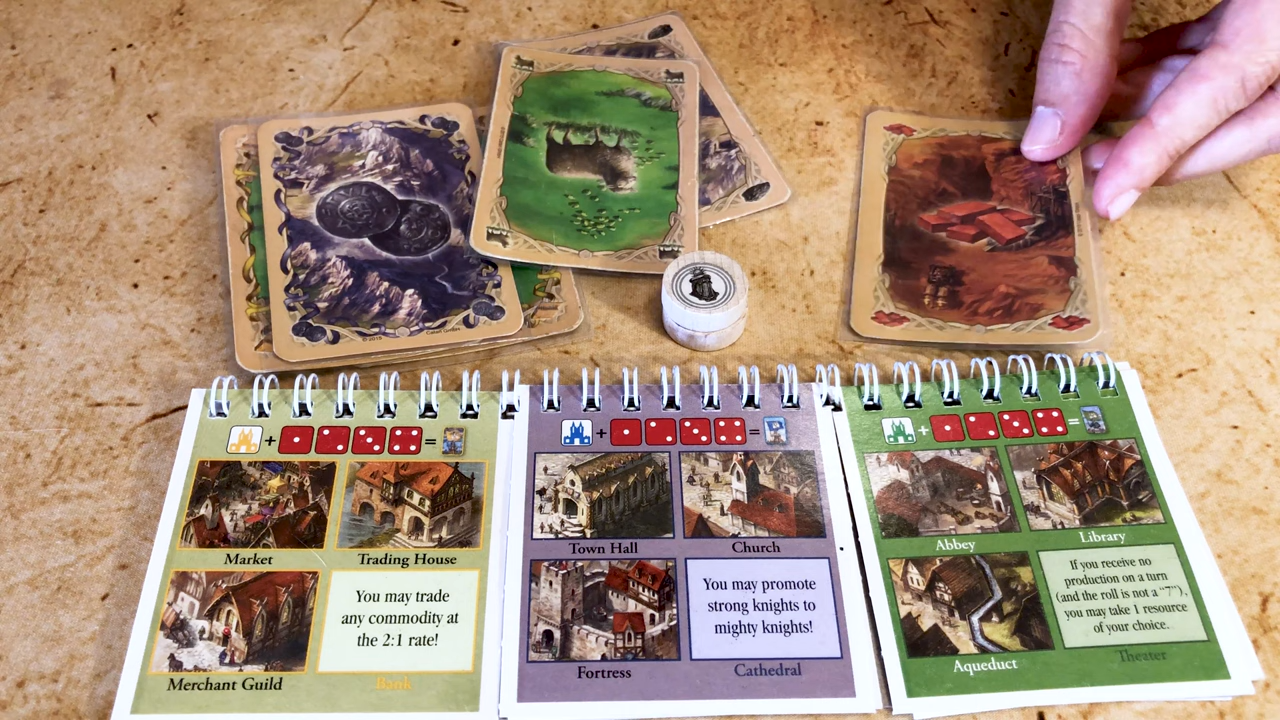 + =
+ =
+ =
Market
Trading House
Merchant Guild
You may trade
any commodity at
the 2:1 rate!
Bank
Town Hall
Church
Fortress
You may promote
strong knights to
mighty knights!
Cathedral
Abbey
Library
Aqueduct
If you receive no
production on a turn
(and the roll is not a “7”),
you may take 1 resource
of your choice.
Theater